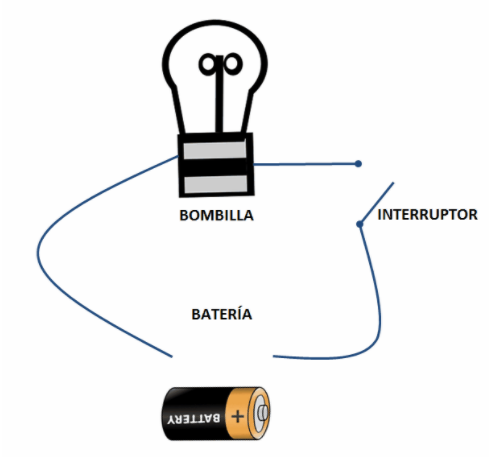 BOMBILLA
INTERRUPTOR
BATERÍA
BATTERY
+